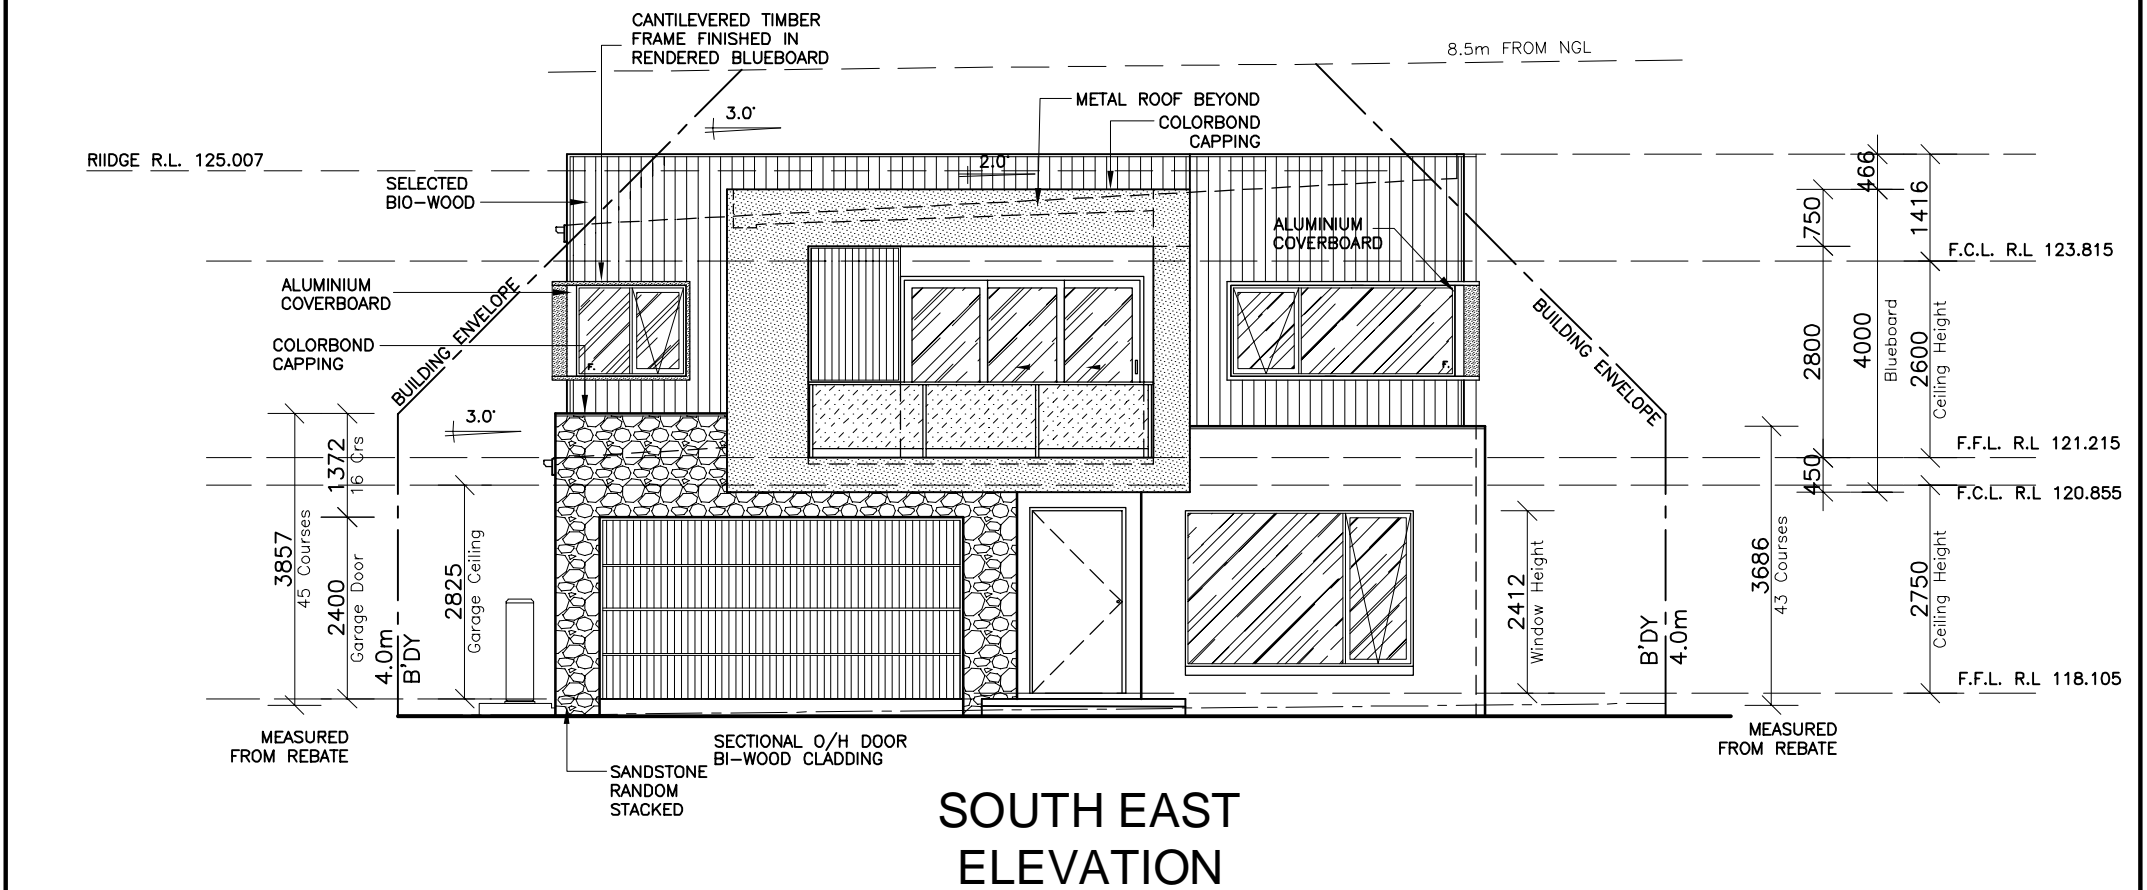 CANTILEVERED TIMBER
FRAME FINISHED IN
RENDERED BLUEBOARD
8.5m FROM NGL
3.0°
METAL ROOF BEYOND
COLORBOND
CAPPING
RIIDGE R.L. 125.007
2.0°
SELECTED
BIO-WOOD
ALUMINIUM
COVERBOARD
466
750
1416
F.C.L. R.L 123.815
ALUMINIUM
COVERBOARD
BUILDING ENVELOPE
BUILDING ENVELOPE
COLORBOND
CAPPING
F.
F.
2800
4000
Blueboard
2600
Ceiling Height
3.0°
1372
16 Crs
F.F.L. R.L 121.215
450
F.C.L. R.L 120.855
3857
45 Courses
2400
Garage Door
2825
Garage Ceiling
4.0m
B'DY
2412
Window Height
B'DY
4.0m
3686
43 Courses
2750
Ceiling Height
F.F.L. R.L 118.105
MEASURED
FROM REBATE
SECTIONAL O/H DOOR
BI-WOOD CLADDING
SANDSTONE
RANDOM
STACKED
MEASURED
FROM REBATE
SOUTH EAST
ELEVATION